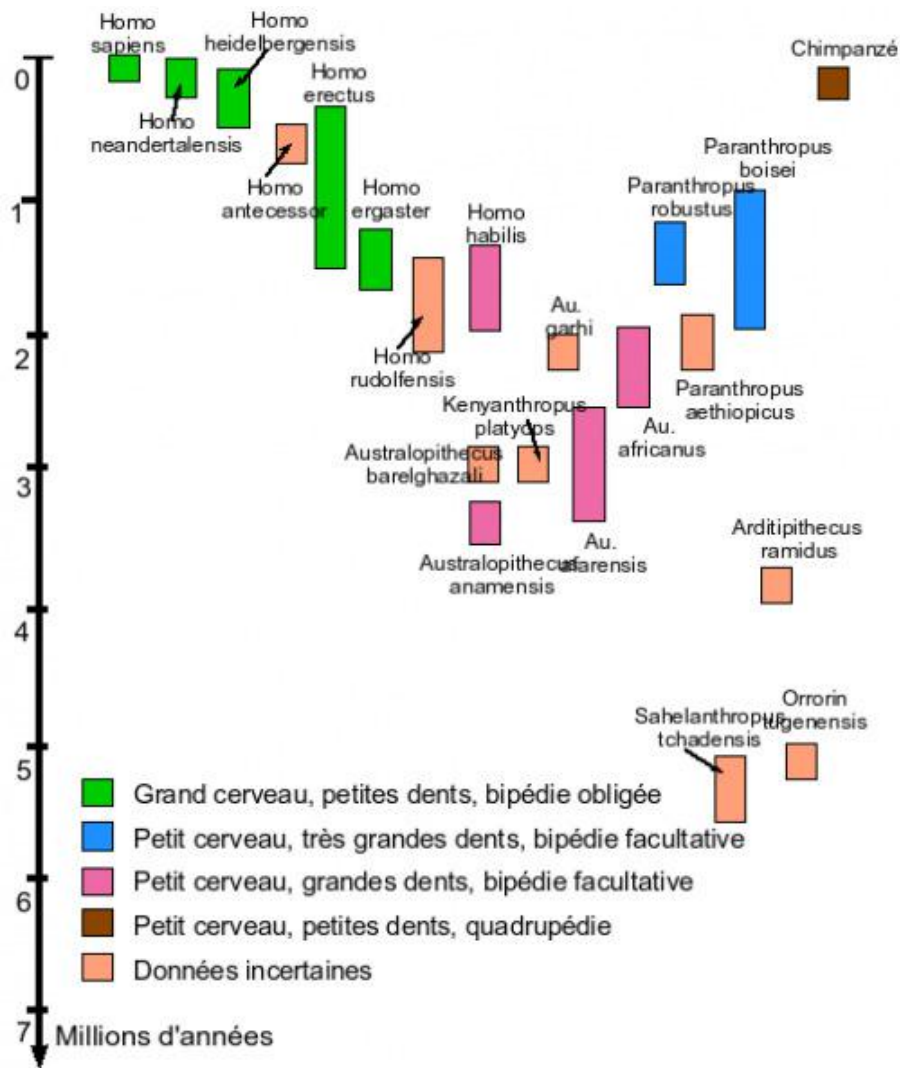 Homo
sapiens
Homo
heidelbergensis
Homo
neandertalensis
Homo
erectus
Chimpanzé
0
Homo
antecessor
Homo
ergaster
Homo
habilis
Paranthropus
robustus
Paranthropus
boisei
1
Homo
rudolfensis
Au.
garhi
2
Kenyanthropus
platyops
Au.
africanus
Paranthropus
aethiopicus
Australopithecus
barelghazali
3
Australopithecus
anamensis
Au.
afarensis
Arditipithecus
ramidus
4
Sahelanthropus
tchadensis
Orrorin
tugenensis
5
Grand cerveau, petites dents, bipédie obligée
Petit cerveau, très grandes dents, bipédie facultative
Petit cerveau, grandes dents, bipédie facultative
6
Petit cerveau, petites dents, quadrupédie
Données incertaines
7
Millions d'années